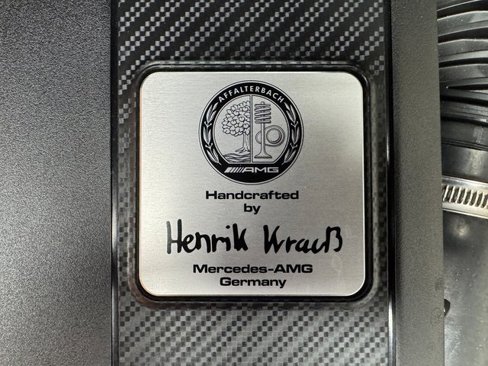 AFFALTERBACH
AMG
Handcrafted
by
Henrik Krauß
Mercedes-AMG
Germany